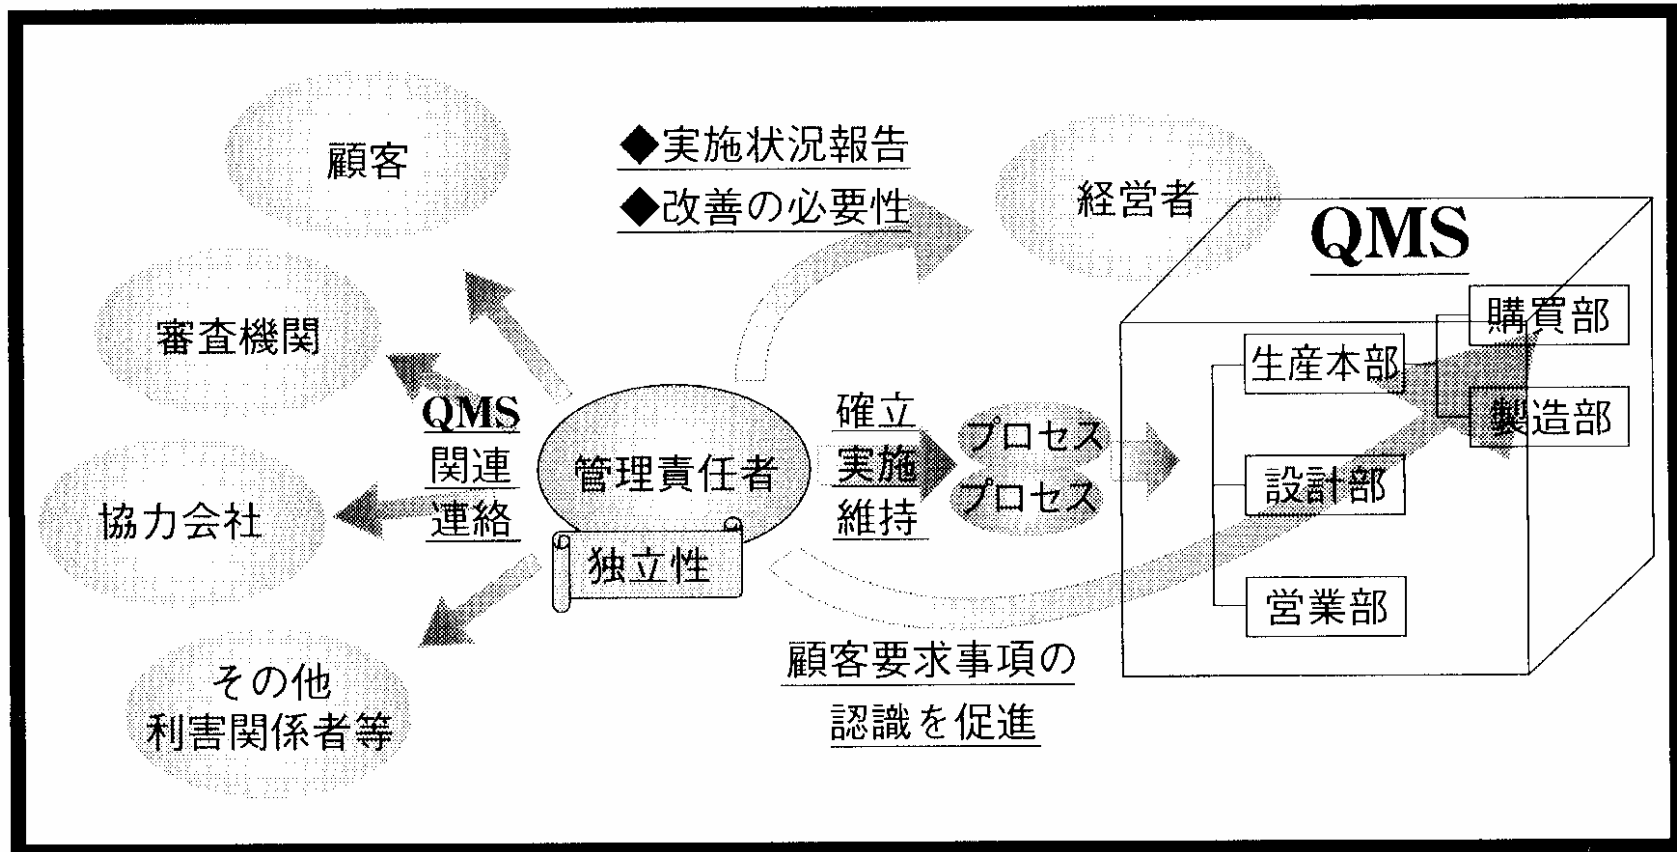 顧客
審査機関
協力会社
その他
利害関係者等
QMS
関連
連絡
管理責任者
独立性
◆実施状況報告
◆改善の必要性
経営者
確立
実施
維持
プロセス
プロセス
顧客要求事項の
認識を促進
QMS
生産本部
購買部
製造部
設計部
営業部